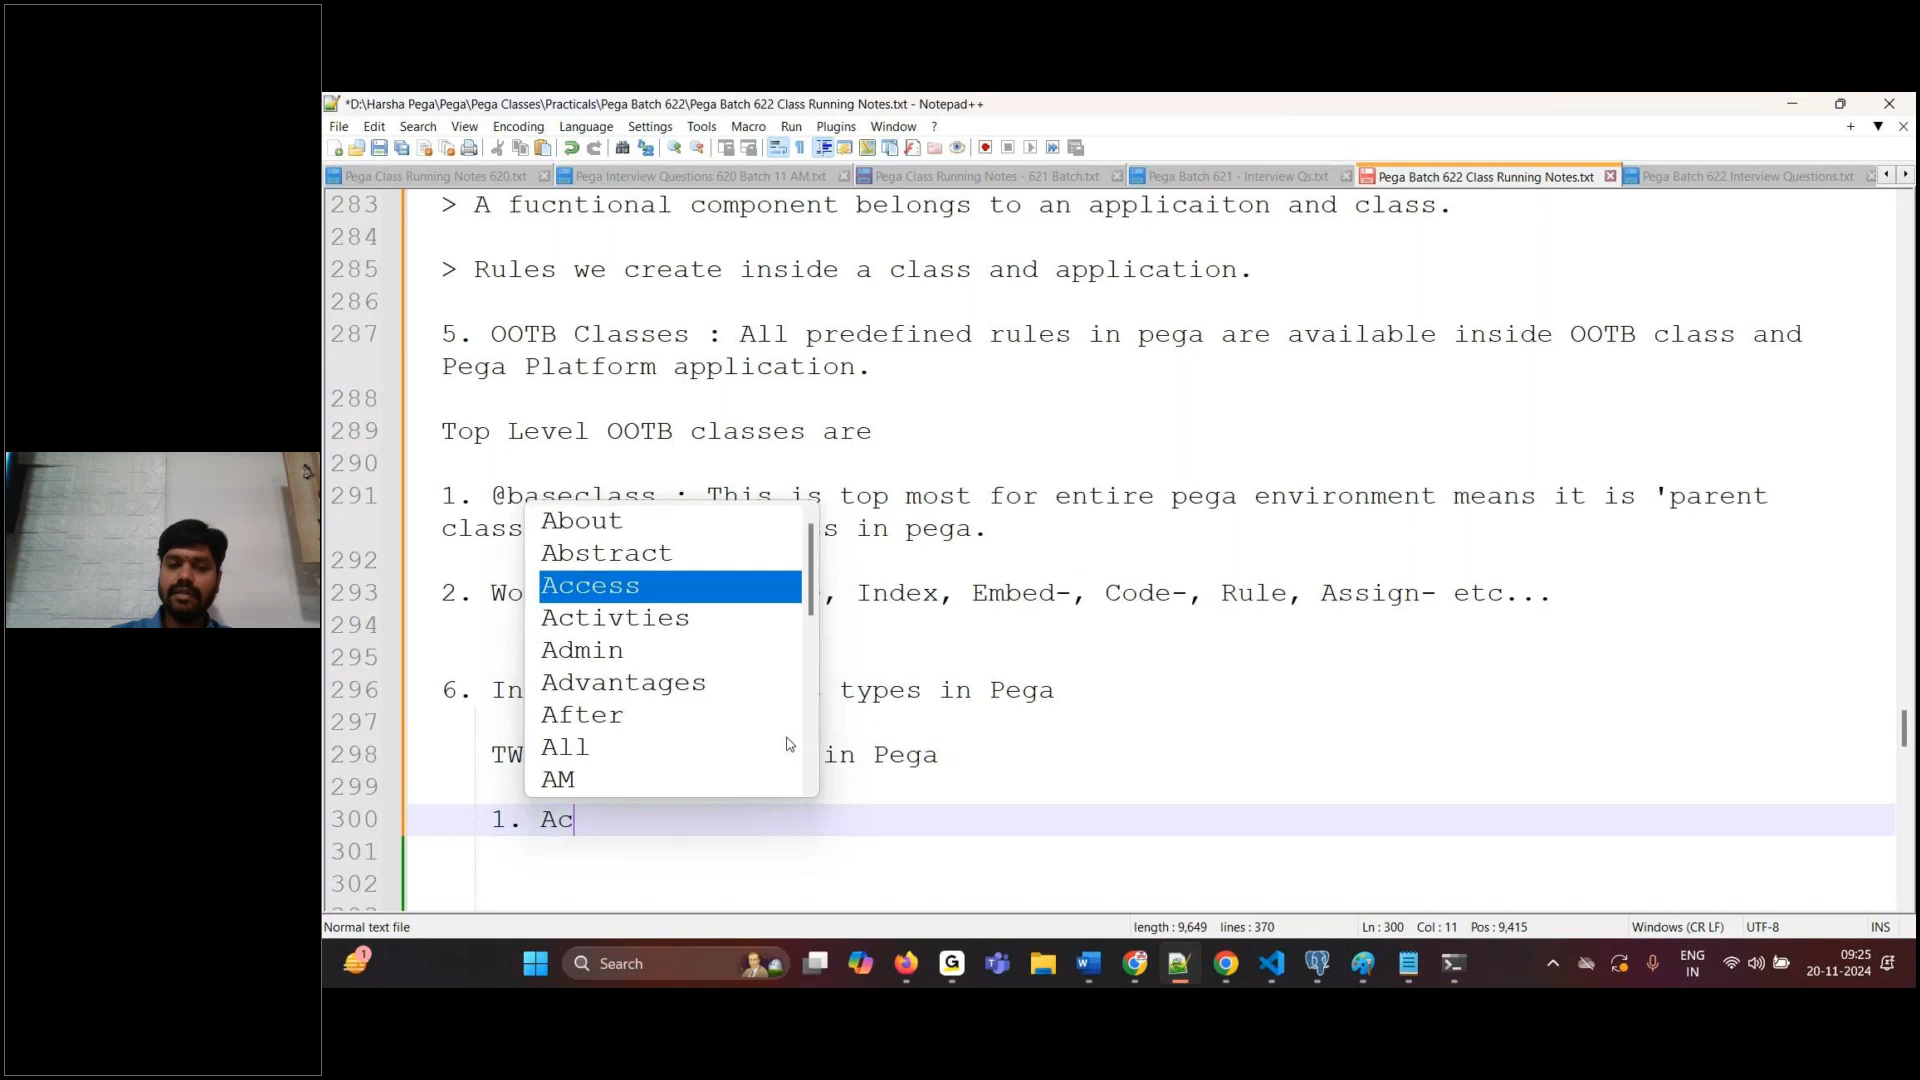 *D:\Harsha Pega\Pega\Pega Classes\Practicals\Pega Batch 622\Pega Batch 622 Class Running Notes.txt - Notepad++
File Edit Search View Encoding Language Settings Tools Macro Run Plugins Window ?
Pega Class Running Notes 620.txt Pega Interview Questions 620 Batch 11 AM.txt Pega Class Running Notes - 621 Batch.txt Pega Batch 621 - Interview Qs.txt Pega Batch 622 Class Running Notes.txt Pega Batch 622 Interview Questions.txt
283 > A fucntional component belongs to an applicaiton and class.
284
285 > Rules we create inside a class and application.
286
287 5. OOTB Classes : All predefined rules in pega are available inside OOTB class and
Pega Platform application.
288
289 Top Level OOTB classes are
290
291 1. @baseclass : This is top most for entire pega environment means it is 'parent
class s in pega.
292
293 2. Wo , Index, Embed-, Code-, Rule, Assign- etc...
294
295
296 6. In types in Pega
297
298 TW in Pega
299
300 1. Ac
301
302
About
Abstract
Access
Activties
Admin
Advantages
After
All
AM
Normal text file length : 9,649 lines : 370 Ln : 300 Col : 11 Pos : 9,415 Windows (CR LF) UTF-8 INS
1 Search ENG IN 09:25 20-11-2024